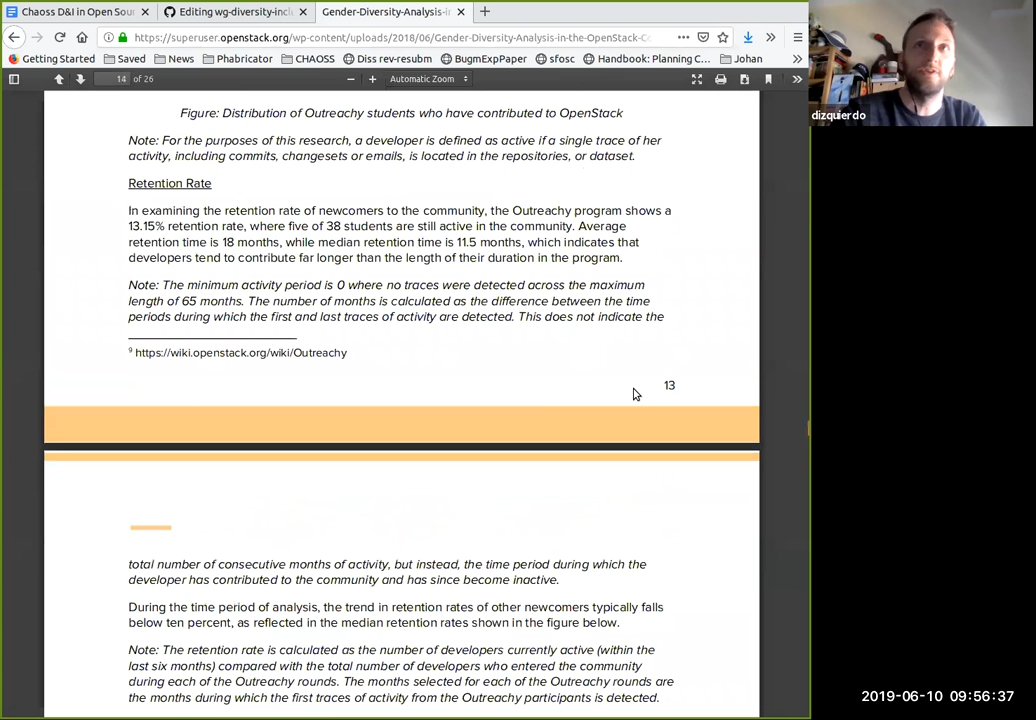 Chaoss D&I in Open Sour
Editing wg-diversity-incl
Gender-Diversity-Analysis-i
https://superuser.openstack.org/wp-content/uploads/2018/06/Gender-Diversity-Analysis-in-the-OpenStack-Co
Getting Started
Saved
News
Phabricator
CHAOSS
Diss rev-resubm
BugmExpPaper
sfosc
Handbook: Planning C...
Johan
14 of 26
Automatic Zoom
dizquierdo
Figure: Distribution of Outreachy students who have contributed to OpenStack
Note: For the purposes of this research, a developer is defined as active if a single trace of her
activity, including commits, changesets or emails, is located in the repositories, or dataset.
Retention Rate
In examining the retention rate of newcomers to the community, the Outreachy program shows a
13.15% retention rate, where five of 38 students are still active in the community. Average
retention time is 18 months, while median retention time is 11.5 months, which indicates that
developers tend to contribute far longer than the length of their duration in the program.
Note: The minimum activity period is 0 where no traces were detected across the maximum
length of 65 months. The number of months is calculated as the difference between the time
periods during which the first and last traces of activity are detected. This does not indicate the
9 https://wiki.openstack.org/wiki/Outreachy
13
total number of consecutive months of activity, but instead, the time period during which the
developer has contributed to the community and has since become inactive.
During the time period of analysis, the trend in retention rates of other newcomers typically falls
below ten percent, as reflected in the median retention rates shown in the figure below.
Note: The retention rate is calculated as the number of developers currently active (within the
last six months) compared with the total number of developers who entered the community
during each of the Outreachy rounds. The months selected for each of the Outreachy rounds are
the months during which the first traces of activity from the Outreachy participants is detected.
2019-06-10 09:56:37